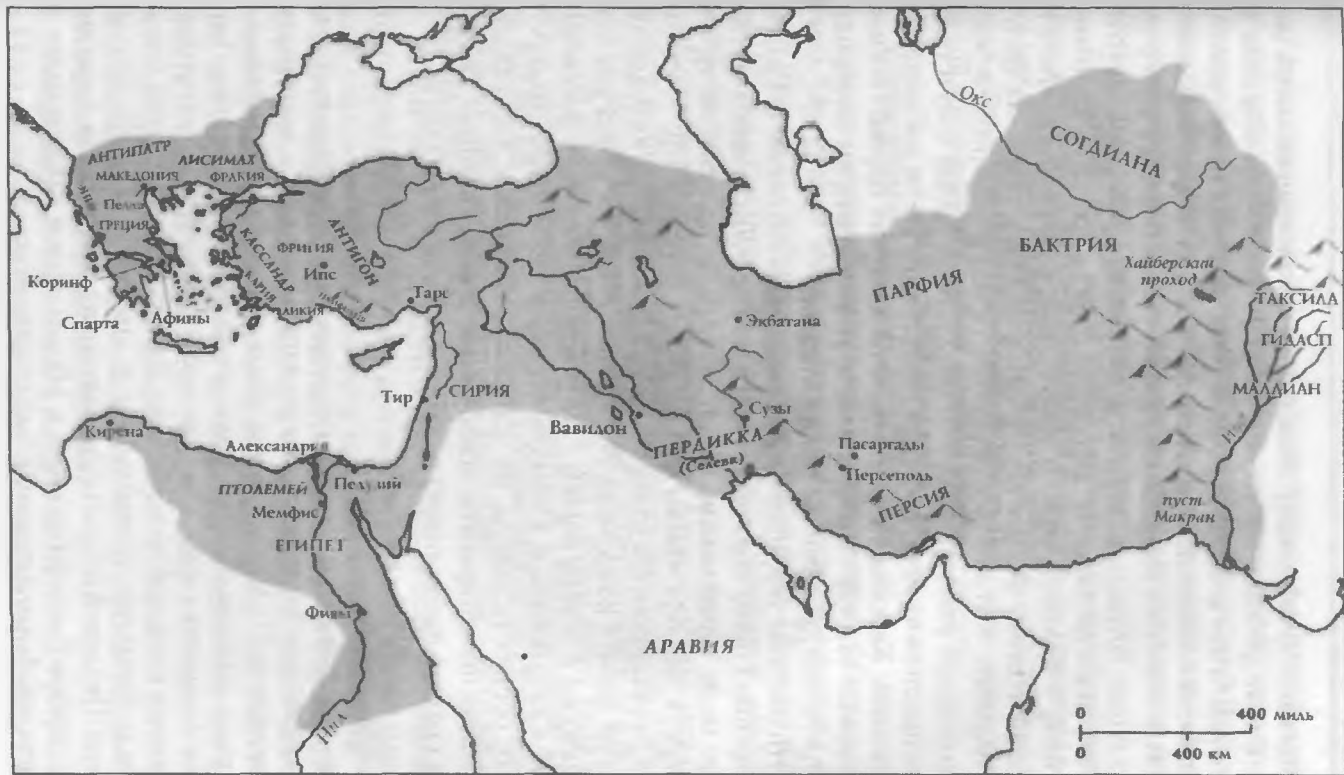 Окс
СОГДИАНА
АНТИПАТР
ЛИСИМАХ
МАКЕДОНИЯ
ФРАКИЯ
Пелла
ГРЕЦИЯ
КАССАНДР
ФРИГИЯ
АНТИГОН
Ипс
КАРИЯ
ЛИКИЯ
Коринф
Спарта
Афины
Тарс
БАКТРИЯ
Хайберский
проход
ПАРФИЯ
ТАКСИЛА
ГИДАСП
МАЛДИАН
Экбатана
Тир
СИРИЯ
Кирена
Александрия
Вавилон
Сузы
ПЕРДИККА
(Селевк)
Пасаргады
Персеполь
ПЕРСИЯ
Инд
пуст.
Макран
ПТОЛЕМЕЙ
Пелузий
Мемфис
ЕГИПЕТ
Фивы
АРАВИЯ
Нил
0 400 миль
0 400 км